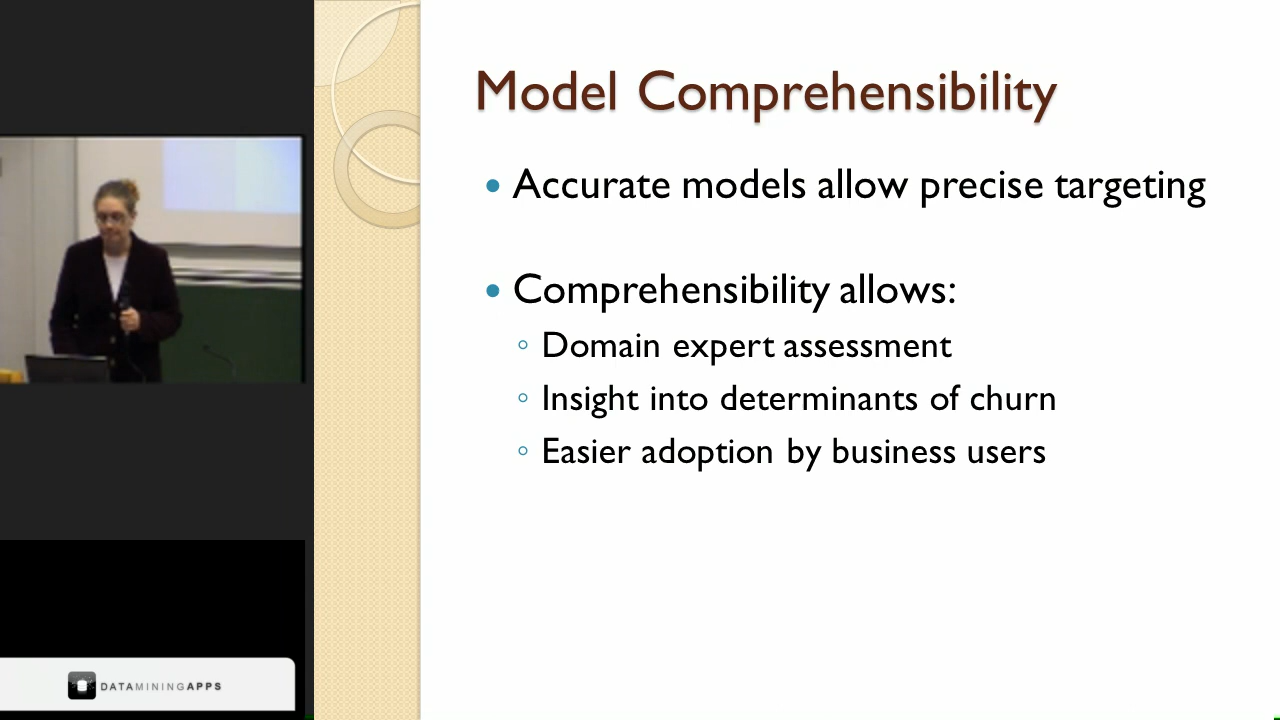 Model Comprehensibility
Accurate models allow precise targeting
Comprehensibility allows:
Domain expert assessment
Insight into determinants of churn
Easier adoption by business users
DATAMININGAPPS